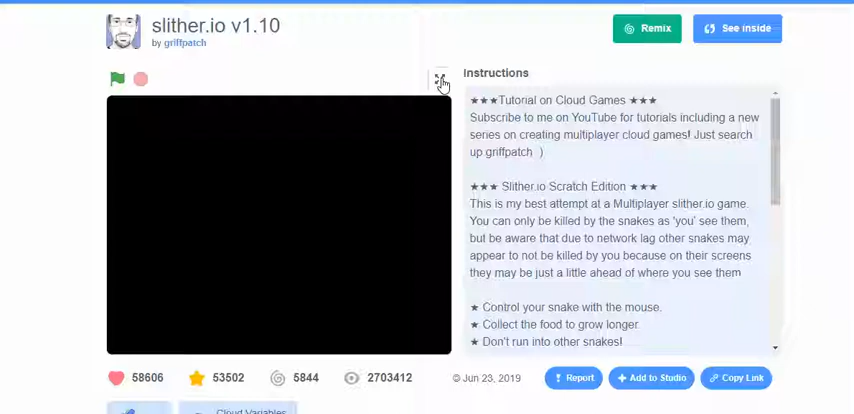 slither.io v1.10
by griffpatch
Remix
See inside
Instructions
★★★Tutorial on Cloud Games ★★★
Subscribe to me on YouTube for tutorials including a new
series on creating multiplayer cloud games! Just search
up griffpatch :)
★★★ Slither.io Scratch Edition ★★★
This is my best attempt at a Multiplayer slither.io game.
You can only be killed by the snakes as 'you' see them,
but be aware that due to network lag other snakes may
appear to not be killed by you because on their screens
they may be just a little ahead of where you see them
★ Control your snake with the mouse.
★ Collect the food to grow longer.
★ Don't run into other snakes!
58606
53502
5844
2703412
© Jun 23, 2019
Report
Add to Studio
Copy Link
Cloud Variables